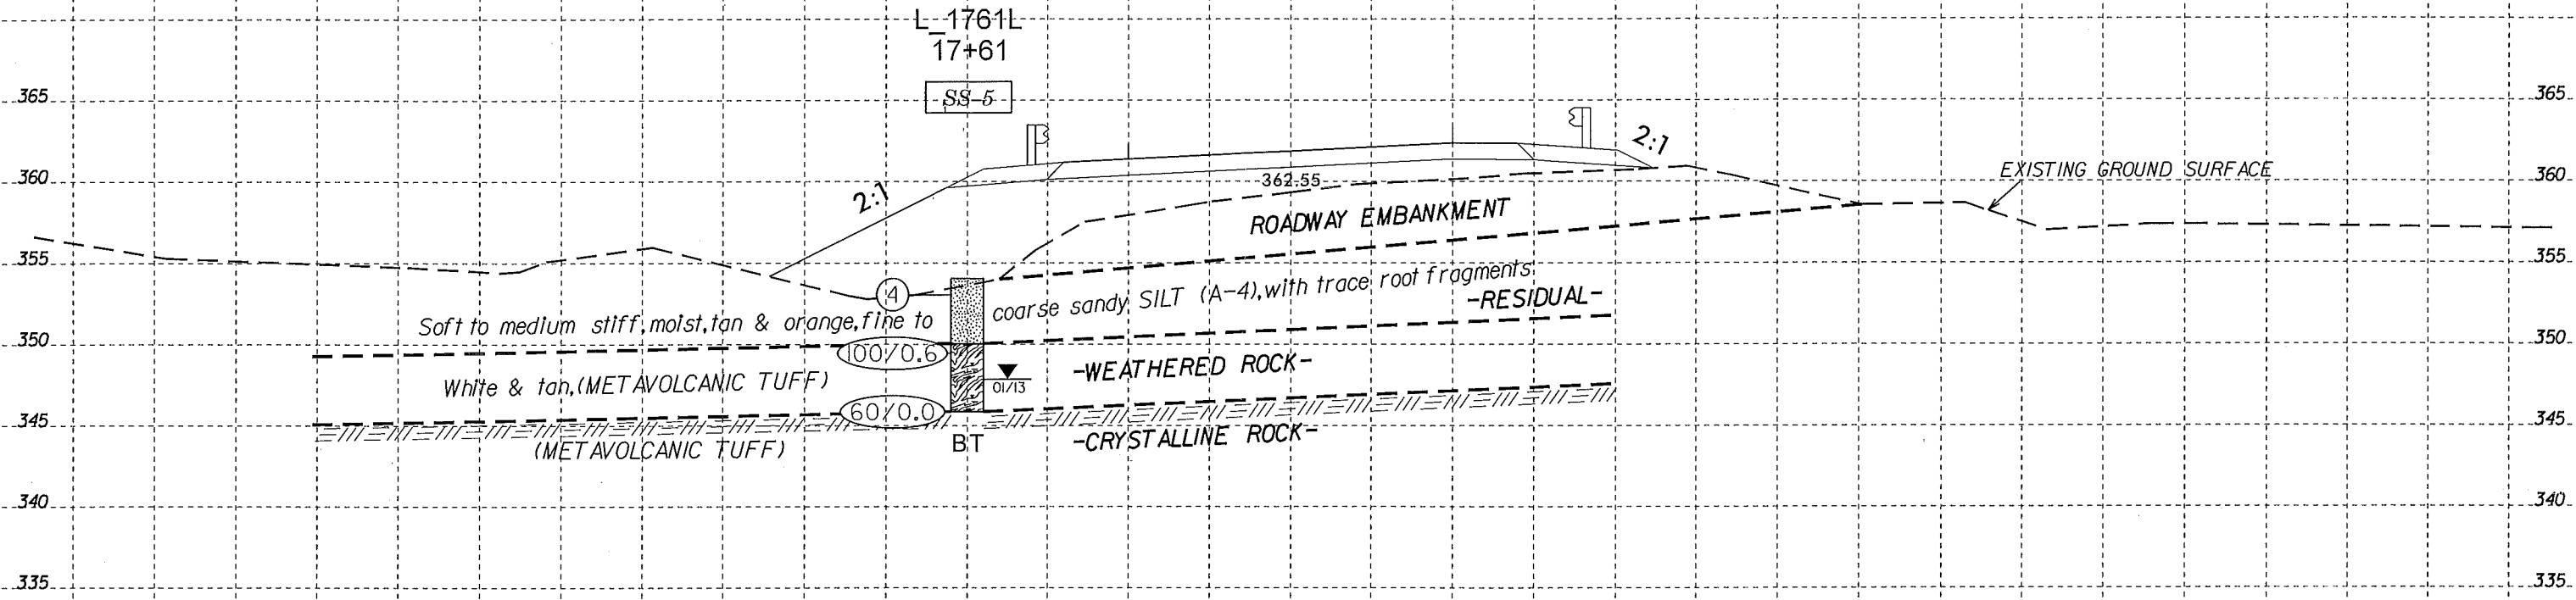 L_1761L
17+61
SS-5
365 365
2:1
360 360
362.55
EXISTING GROUND SURFACE
2:1
ROADWAY EMBANKMENT
355 355
4
coarse sandy SILT (A-4), with trace root fragments
-RESIDUAL-
Soft to medium stiff, moist, tan & orange, fine to
350 350
100/0.6
-WEATHERED ROCK-
White & tan, (METAVOLCANIC TUFF)
01/13
60/0.0
345 345
-CRYSTALLINE ROCK-
BT
(METAVOLCANIC TUFF)
340 340
335 335